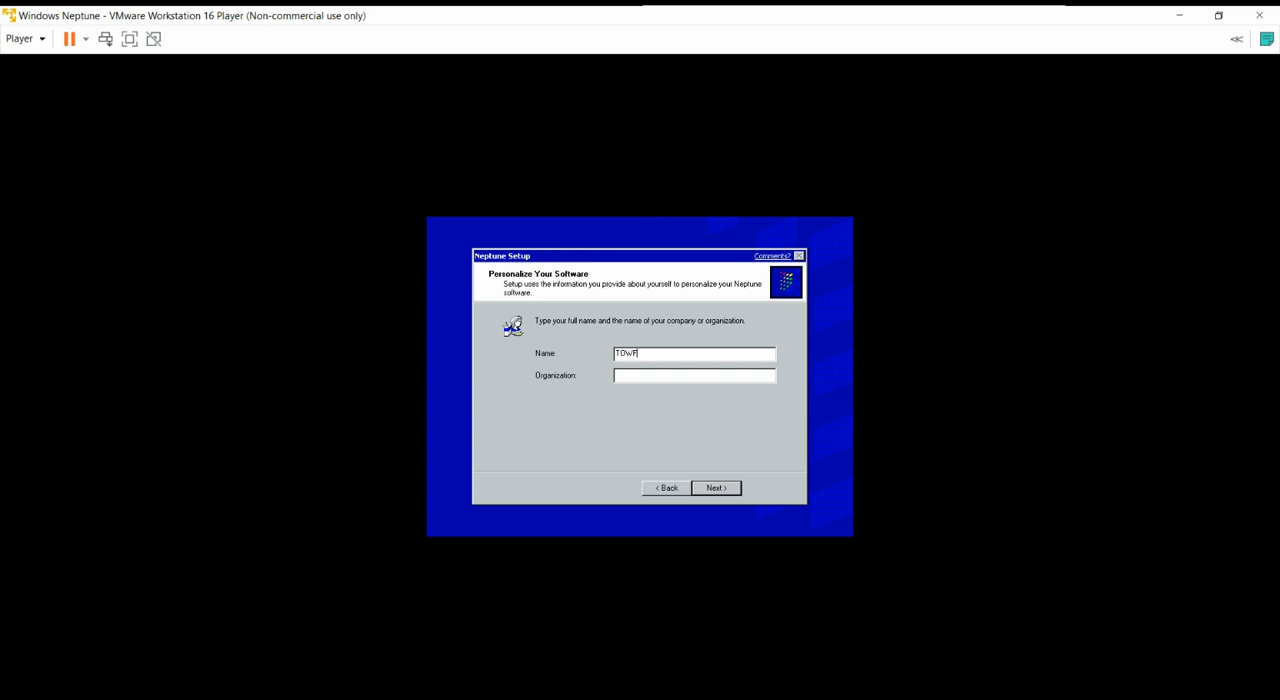 Windows Neptune - VMware Workstation 16 Player (Non-commercial use only)
Player
Neptune Setup
Comments?
Personalize Your Software
Setup uses the information you provide about yourself to personalize your Neptune
software.
Type your full name and the name of your company or organization.
Name:
TOWF
Organization:
< Back
Next >